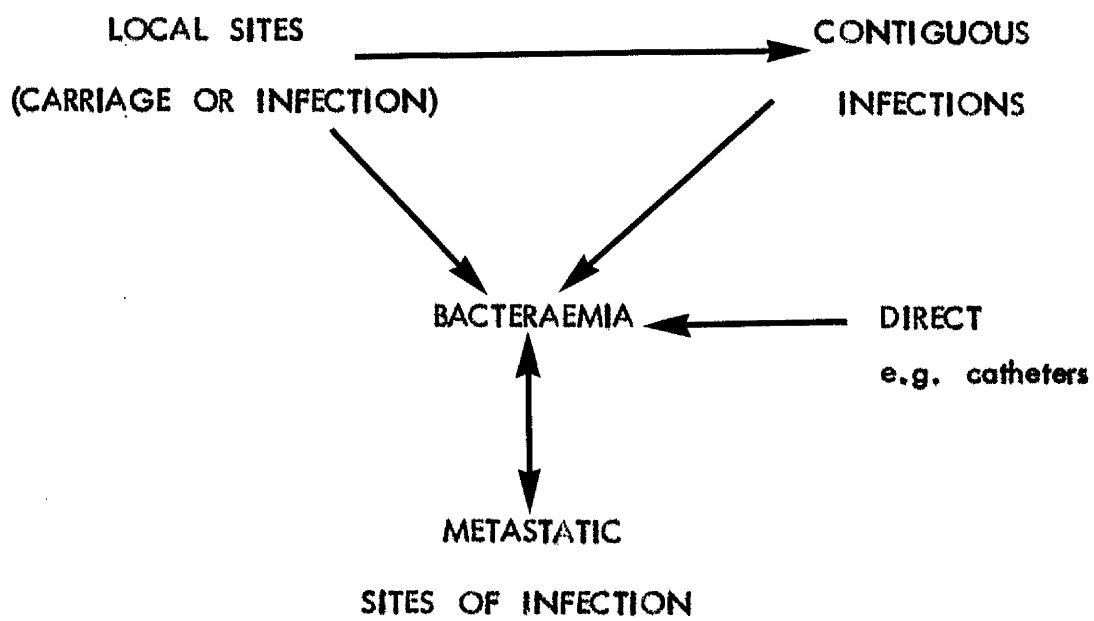 LOCAL SITES
(CARRIAGE OR INFECTION)
CONTIGUOUS
INFECTIONS
BACTERAEMIA
DIRECT
e.g. catheters
METASTATIC
SITES OF INFECTION